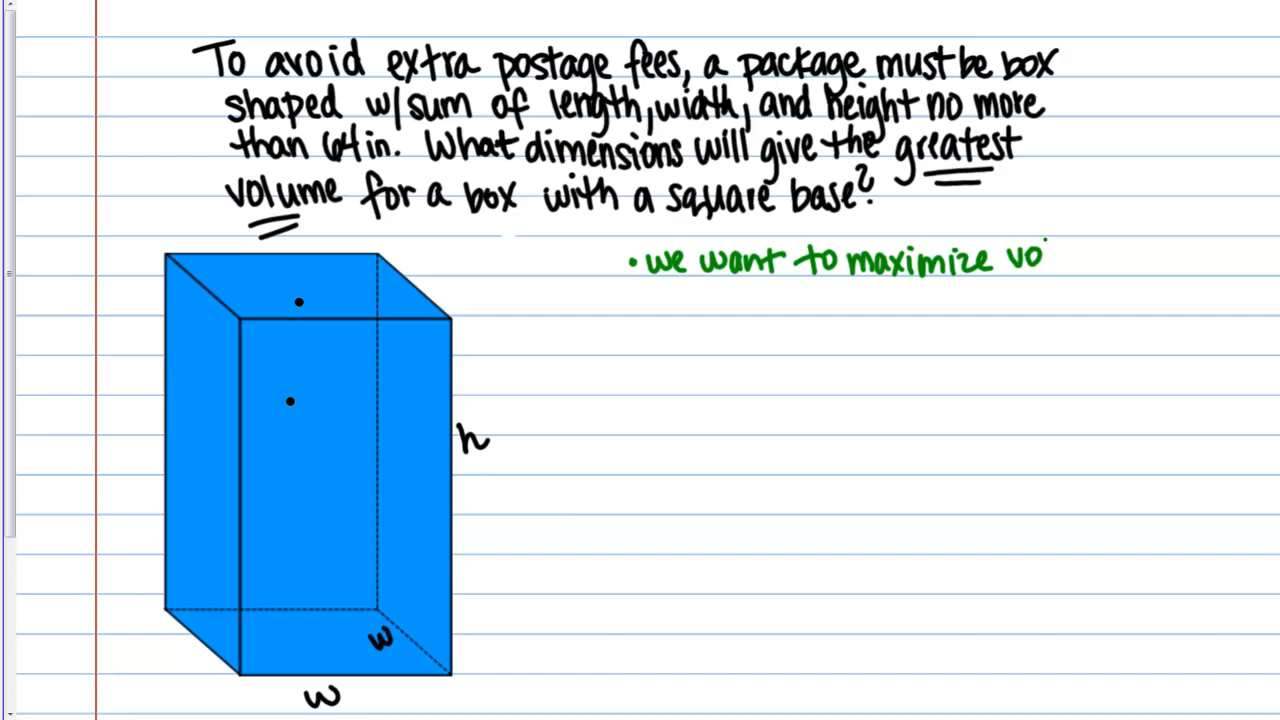 To avoid extra postage fees, a package must be box
shaped w/ sum of length, width, and height no more
than 64 in. What dimensions will give the greatest
volume for a box with a square base?
• we want to maximize vo
h
w
w